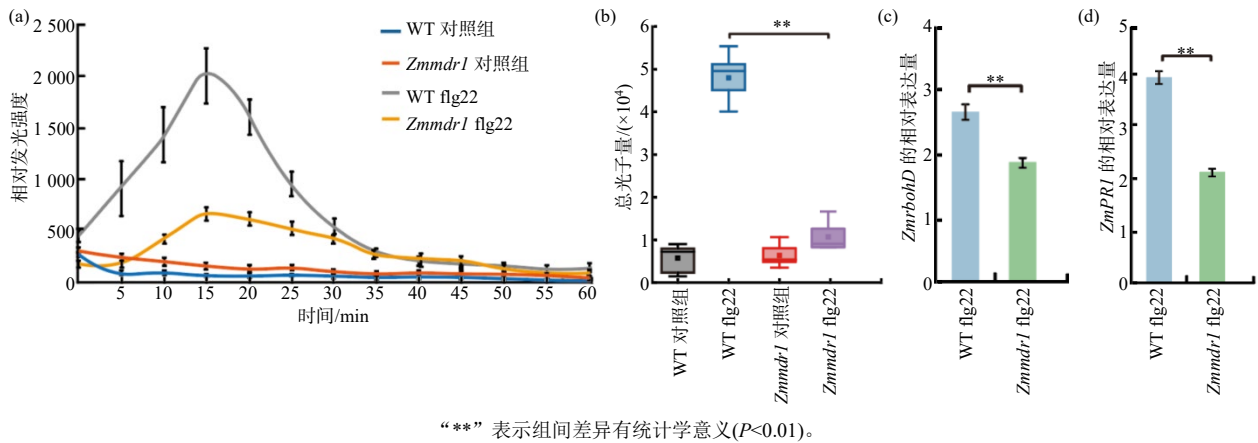 (a)
2 500
2 000
1 500
1 000
500
0
相对发光强度
5 10 15 20 25 30 35 40 45 50 55 60
时间/min
WT 对照组
Zmmdr1 对照组
WT flg22
Zmmdr1 flg22
(b)
6
5
4
3
2
1
0
总光子量/(×10⁴)
**
WT 对照组
WT flg22
Zmmdr1 对照组
Zmmdr1 flg22
(c)
4
3
2
1
0
ZmrbohD 的相对表达量
**
WT flg22
Zmmdr1 flg22
(d)
5
4
3
2
1
0
ZmPR1 的相对表达量
**
WT flg22
Zmmdr1 flg22
“**”表示组间差异有统计学意义(P<0.01)。